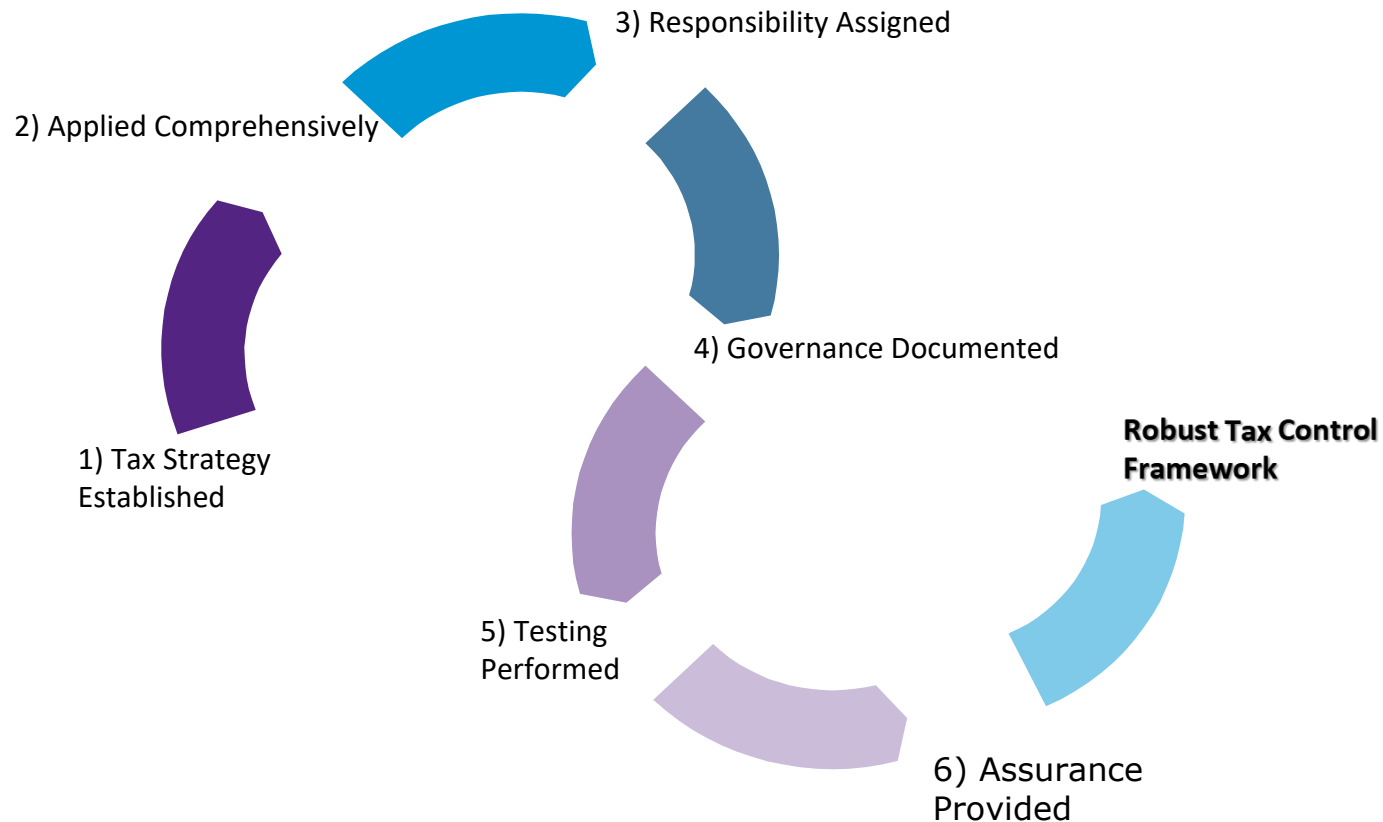 1) Tax Strategy
Established
2) Applied Comprehensively
3) Responsibility Assigned
4) Governance Documented
5) Testing
Performed
6) Assurance
Provided
Robust Tax Control
Framework